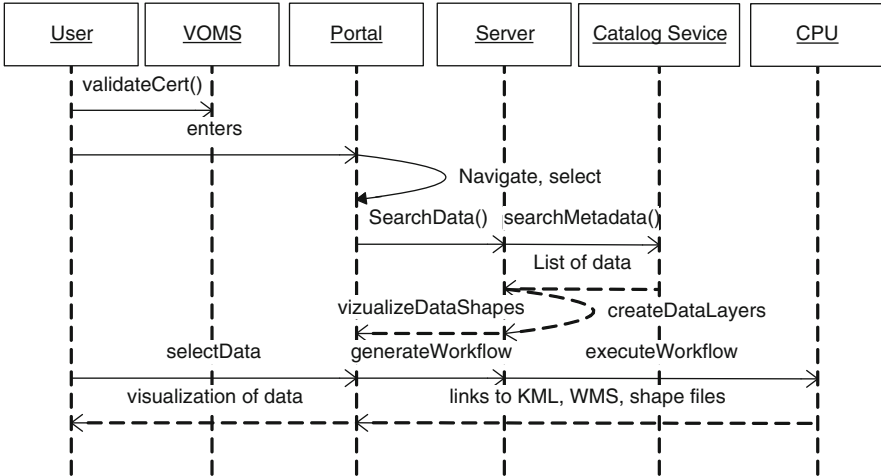 User
VOMS
Portal
Server
Catalog Sevice
CPU
validateCert()
enters
Navigate, select
SearchData()
searchMetadata()
List of data
vizualizeDataShapes
createDataLayers
selectData
generateWorkflow
executeWorkflow
visualization of data
links to KML, WMS, shape files